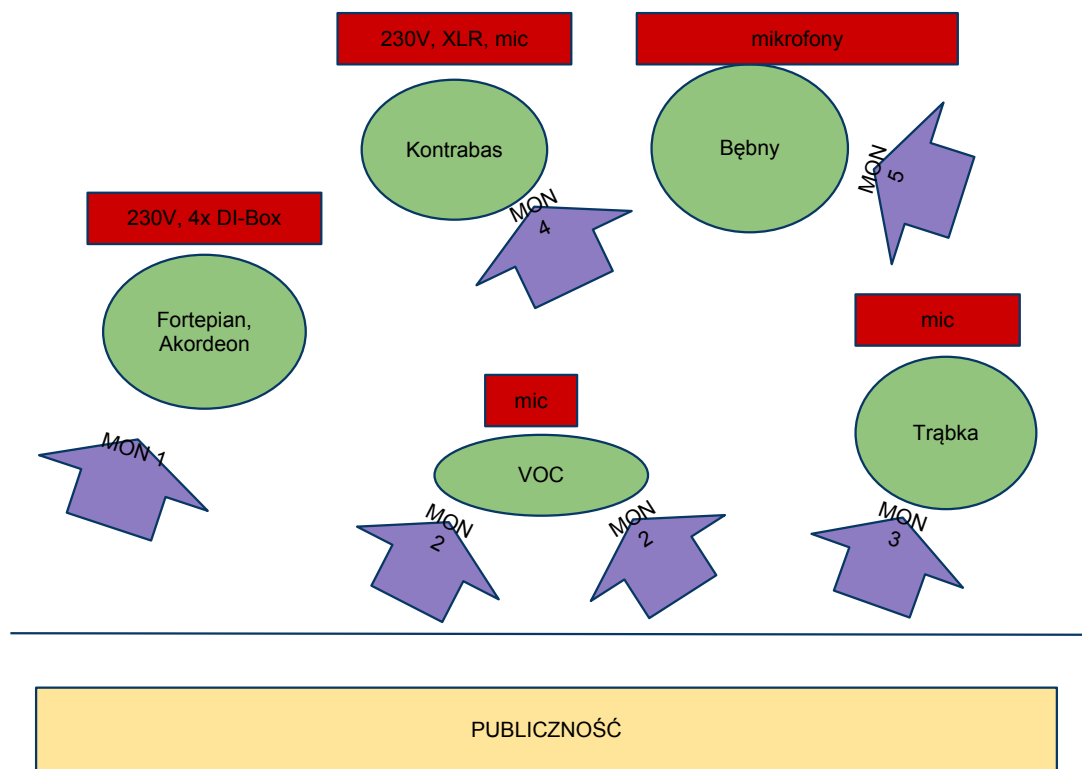 230V, XLR, mic
mikrofony
Kontrabas
Bębny
MON
5
230V, 4x DI-Box
MON
4
Fortepian,
Akordeon
mic
mic
Trąbka
MON 1
VOC
MON
2
MON
2
MON
3
PUBLICZNOŚĆ